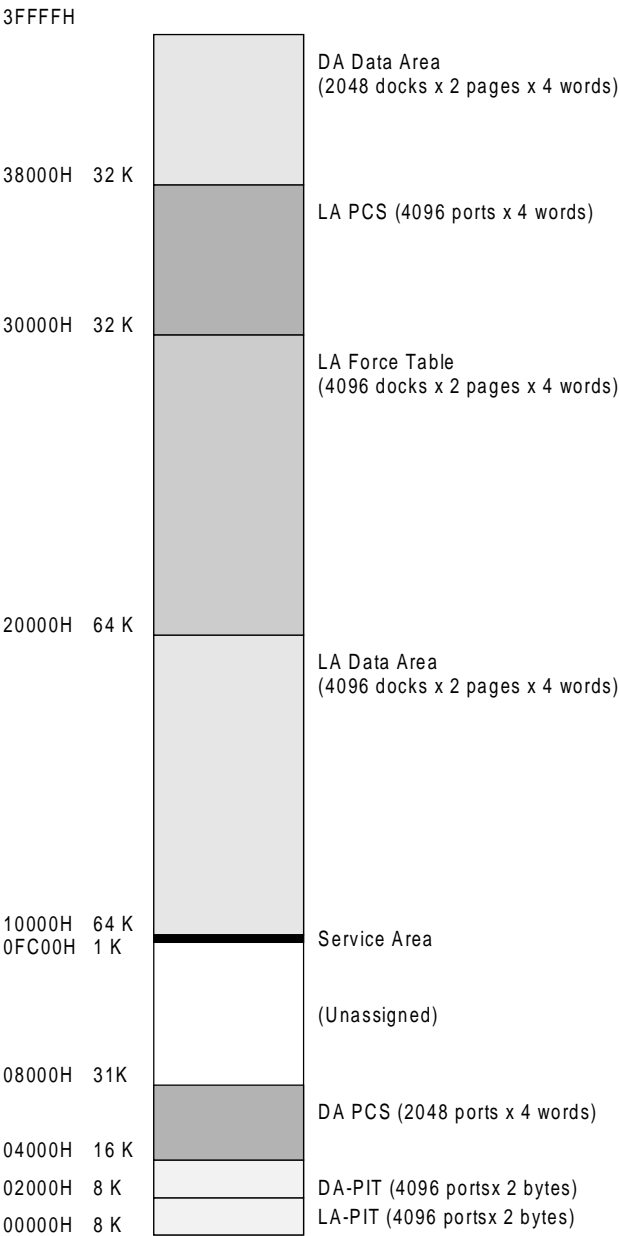 3FFFFH
DA Data Area
(2048 docks x 2 pages x 4 words)
38000H 32 K
LA PCS (4096 ports x 4 words)
30000H 32 K
LA Force Table
(4096 docks x 2 pages x 4 words)
20000H 64 K
LA Data Area
(4096 docks x 2 pages x 4 words)
10000H 64 K
0FC00H 1 K
Service Area
(Unassigned)
08000H 31K
DA PCS (2048 ports x 4 words)
04000H 16 K
02000H 8 K
DA-PIT (4096 portsx 2 bytes)
LA-PIT (4096 portsx 2 bytes)
00000H 8 K